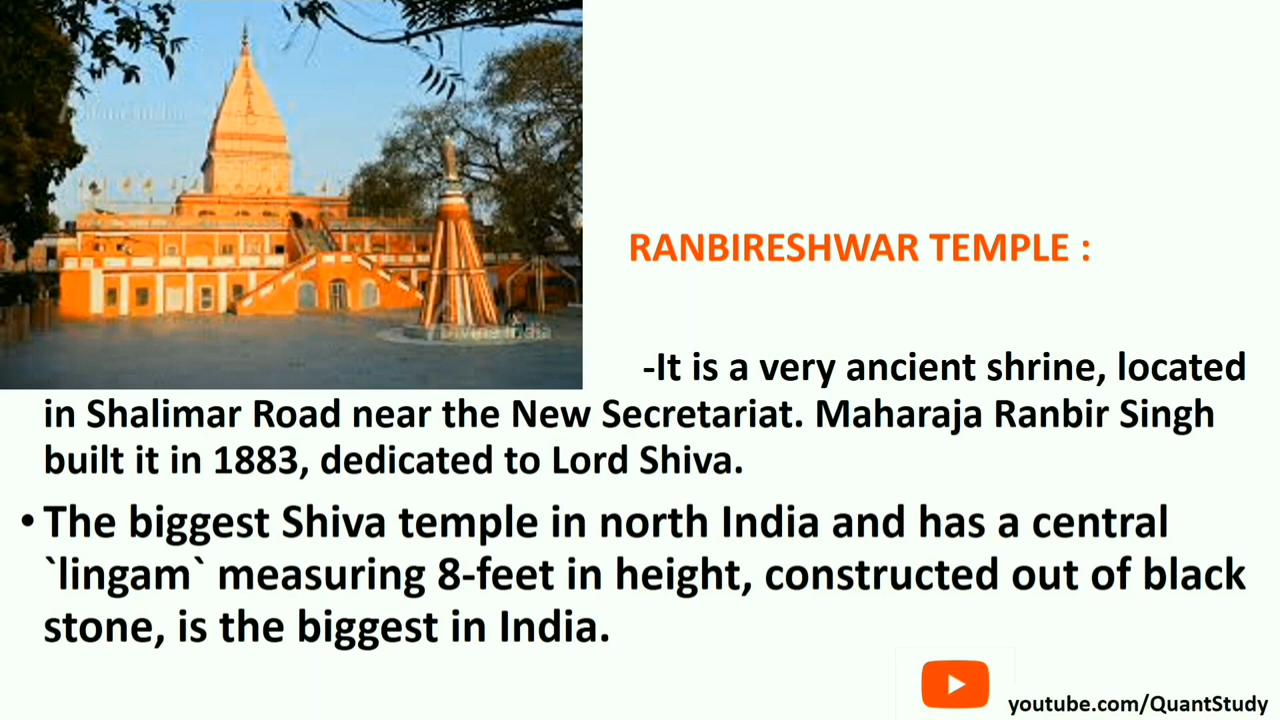 Divine India
RANBIRESHWAR TEMPLE :
-It is a very ancient shrine, located
in Shalimar Road near the New Secretariat. Maharaja Ranbir Singh
built it in 1883, dedicated to Lord Shiva.
• The biggest Shiva temple in north India and has a central
`lingam` measuring 8-feet in height, constructed out of black
stone, is the biggest in India.
youtube.com/QuantStudy